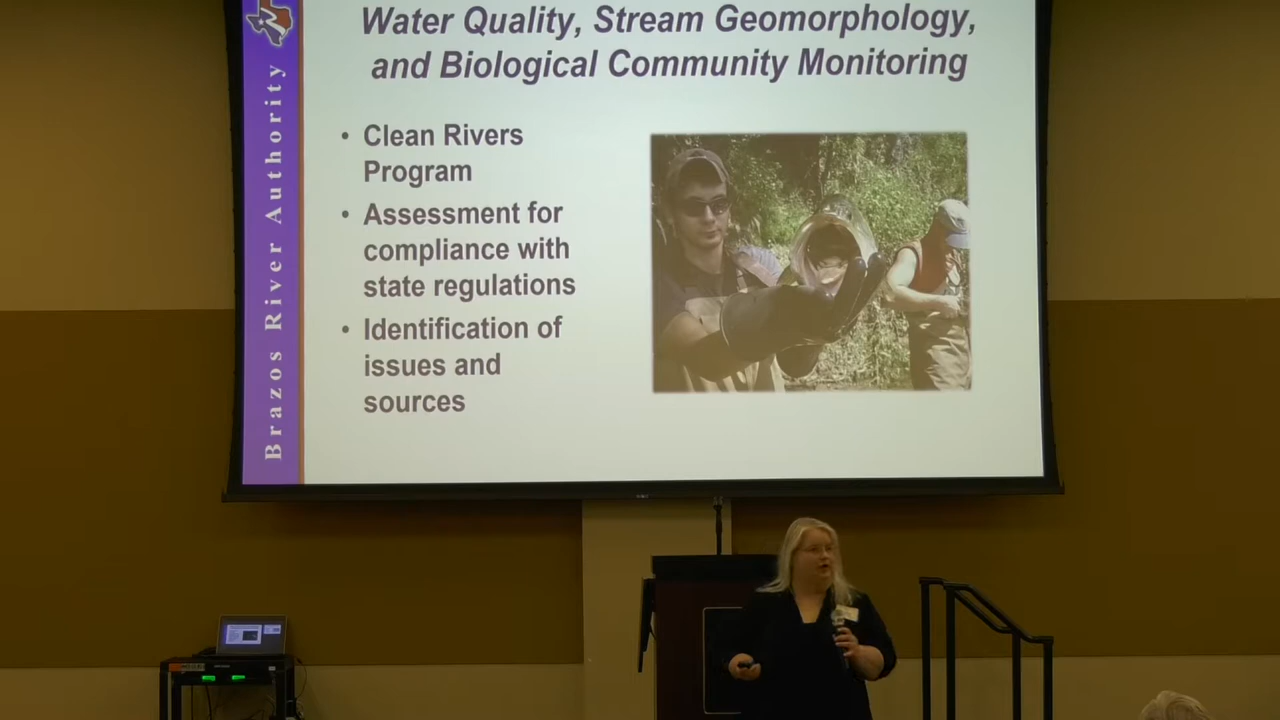 Water Quality, Stream Geomorphology,
and Biological Community Monitoring
Brazos River Authority
• Clean Rivers
Program
• Assessment for
compliance with
state regulations
• Identification of
issues and
sources